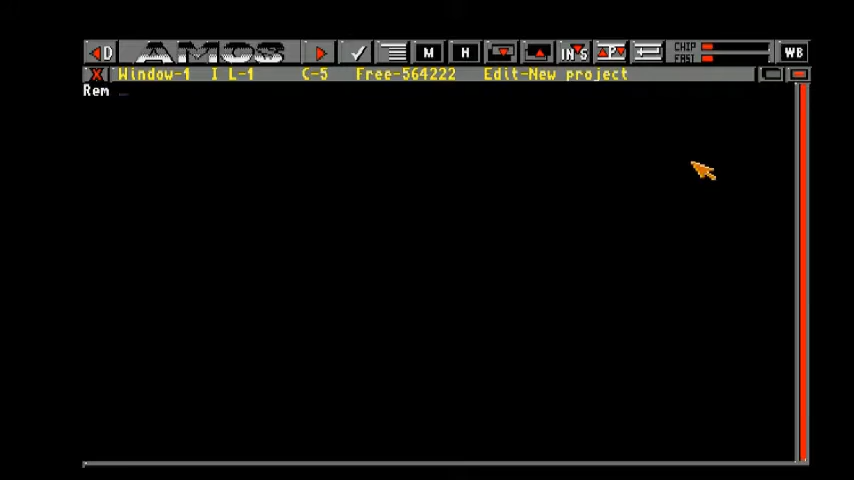 D AMOS M H INS P CHIP FAST WB
X Window-1 I L-1 C-5 Free-564222 Edit-New project
Rem _